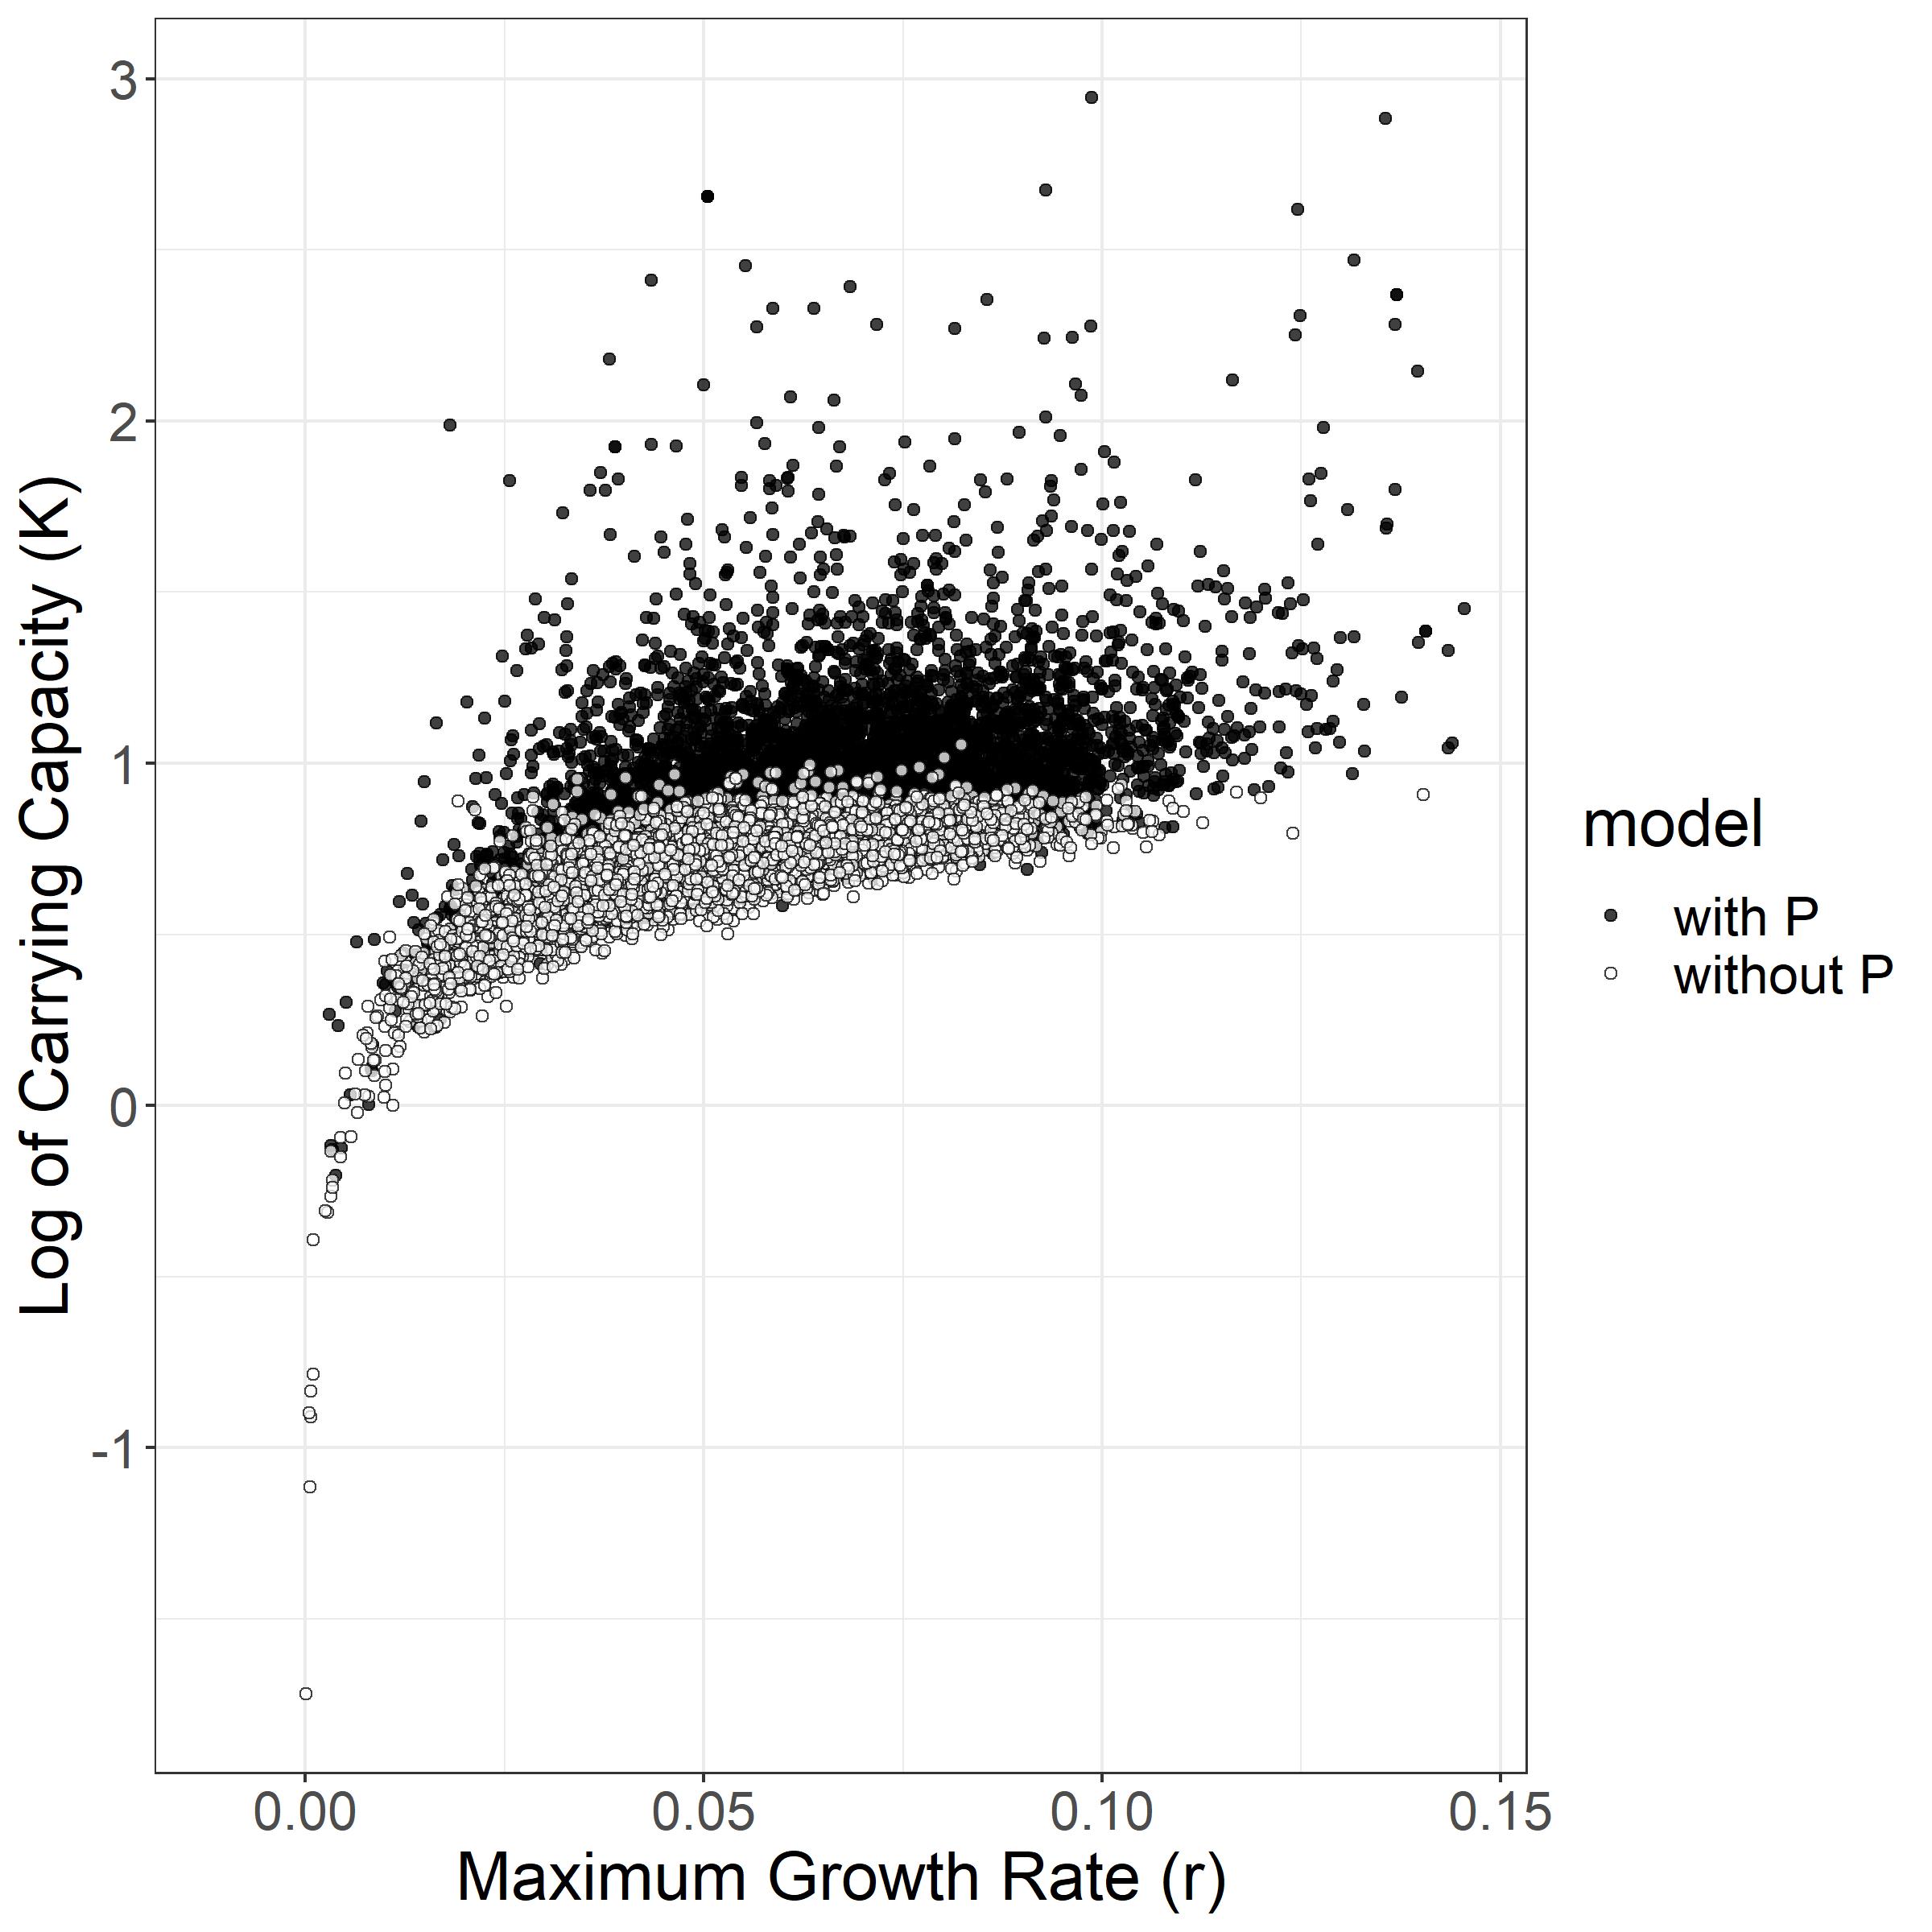 3
2
1
0
-1
Log of Carrying Capacity (K)
0.00 0.05 0.10 0.15
Maximum Growth Rate (r)
model
with P
without P